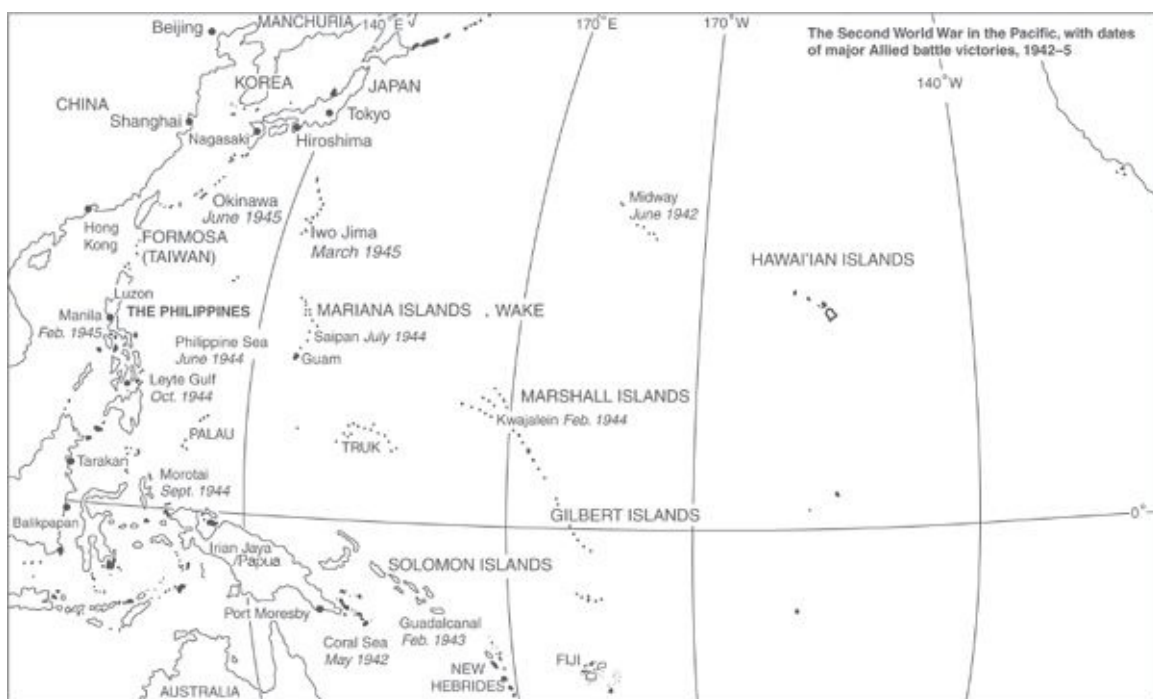 MANCHURIA
140°E
170°E
170°W
The Second World War in the Pacific, with dates
of major Allied battle victories, 1942–5
Beijing
KOREA
JAPAN
140°W
CHINA
Shanghai
Tokyo
Nagasaki
Hiroshima
Okinawa
June 1945
Midway
June 1942
Hong
Kong
FORMOSA
(TAIWAN)
Iwo Jima
March 1945
HAWAI'IAN ISLANDS
Luzon
Manila
Feb. 1945
THE PHILIPPINES
MARIANA ISLANDS
WAKE
Saipan July 1944
Philippine Sea
June 1944
Guam
Leyte Gulf
Oct. 1944
MARSHALL ISLANDS
Kwajalein Feb. 1944
PALAU
TRUK
Tarakan
Morotai
Sept. 1944
Balikpapan
GILBERT ISLANDS
0°
Irian Jaya
/Papua
SOLOMON ISLANDS
Port Moresby
Guadalcanal
Feb. 1943
Coral Sea
May 1942
NEW
HEBRIDES
FIJI
AUSTRALIA